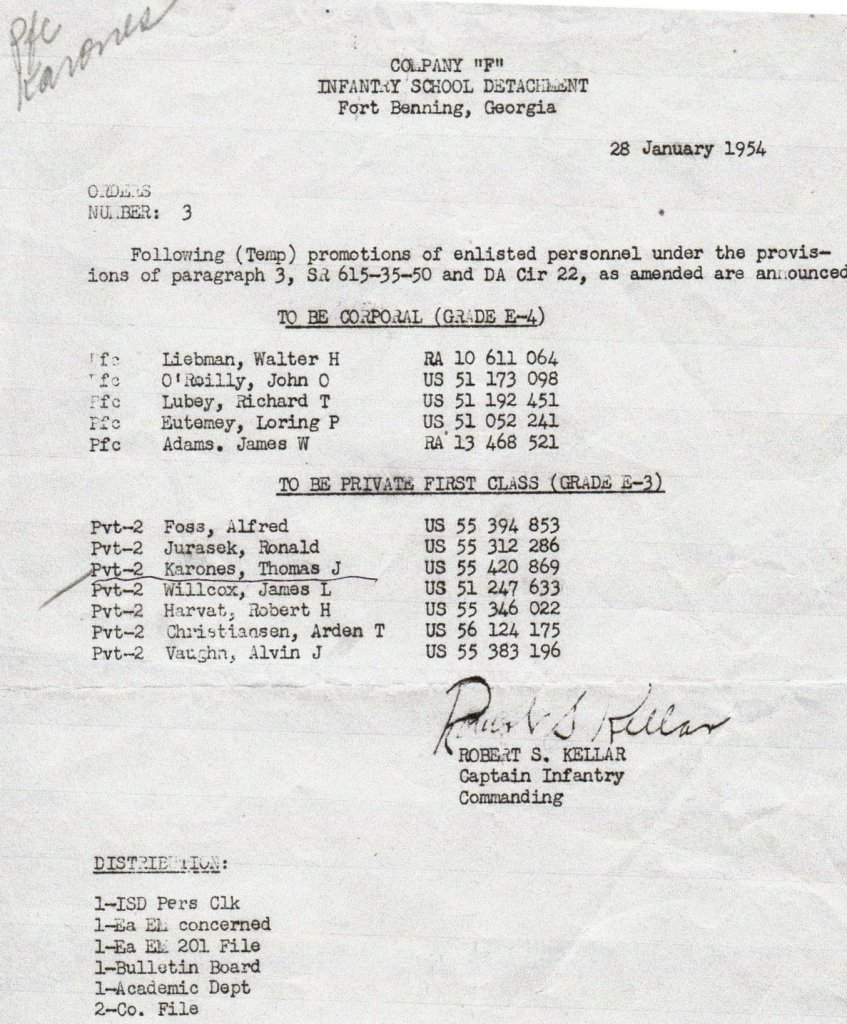 Pfc
Karones
COMPANY "F"
INFANTRY SCHOOL DETACHMENT
Fort Benning, Georgia
28 January 1954
ORDERS
NUMBER: 3
Following (Temp) promotions of enlisted personnel under the provis-
ions of paragraph 3, SR 615-35-50 and DA Cir 22, as amended are announced
TO BE CORPORAL (GRADE E-4)
Pfc Liebman, Walter H RA 10 611 064
Pfc O'Reilly, John O US 51 173 098
Pfc Lubey, Richard T US 51 192 451
Pfc Eutemey, Loring P US 51 052 241
Pfc Adams. James W RA 13 468 521
TO BE PRIVATE FIRST CLASS (GRADE E-3)
Pvt-2 Foss, Alfred US 55 394 853
Pvt-2 Jurasek, Ronald US 55 312 286
Pvt-2 Karones, Thomas J US 55 420 869
Pvt-2 Willcox, James L US 51 247 633
Pvt-2 Harvat, Robert H US 55 346 022
Pvt-2 Christiansen, Arden T US 56 124 175
Pvt-2 Vaughn, Alvin J US 55 383 196
Robert S. Kellar
ROBERT S. KELLAR
Captain Infantry
Commanding
DISTRIBUTION:
1-ISD Pers Clk
1-Ea EM concerned
1-Ea EM 201 File
1-Bulletin Board
1-Academic Dept
2-Co. File